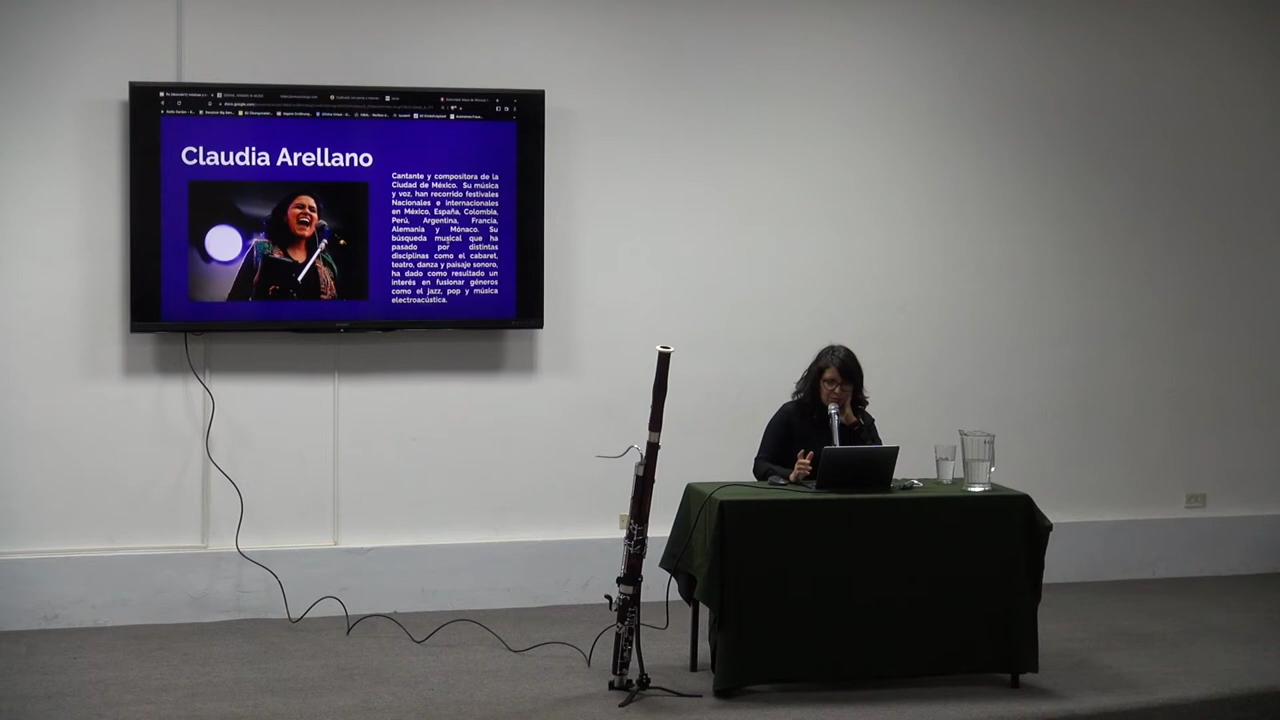 docs.google.com
Claudia Arellano
Cantante y compositora de la
Ciudad de México. Su música
y voz, han recorrido festivales
Nacionales e internacionales
en México, España, Colombia,
Perú, Argentina, Francia,
Alemania y Mónaco. Su
búsqueda musical que ha
pasado por distintas
disciplinas como el cabaret,
teatro, danza y paisaje sonoro,
ha dado como resultado un
interés en fusionar géneros
como el jazz, pop y música
electroacústica.